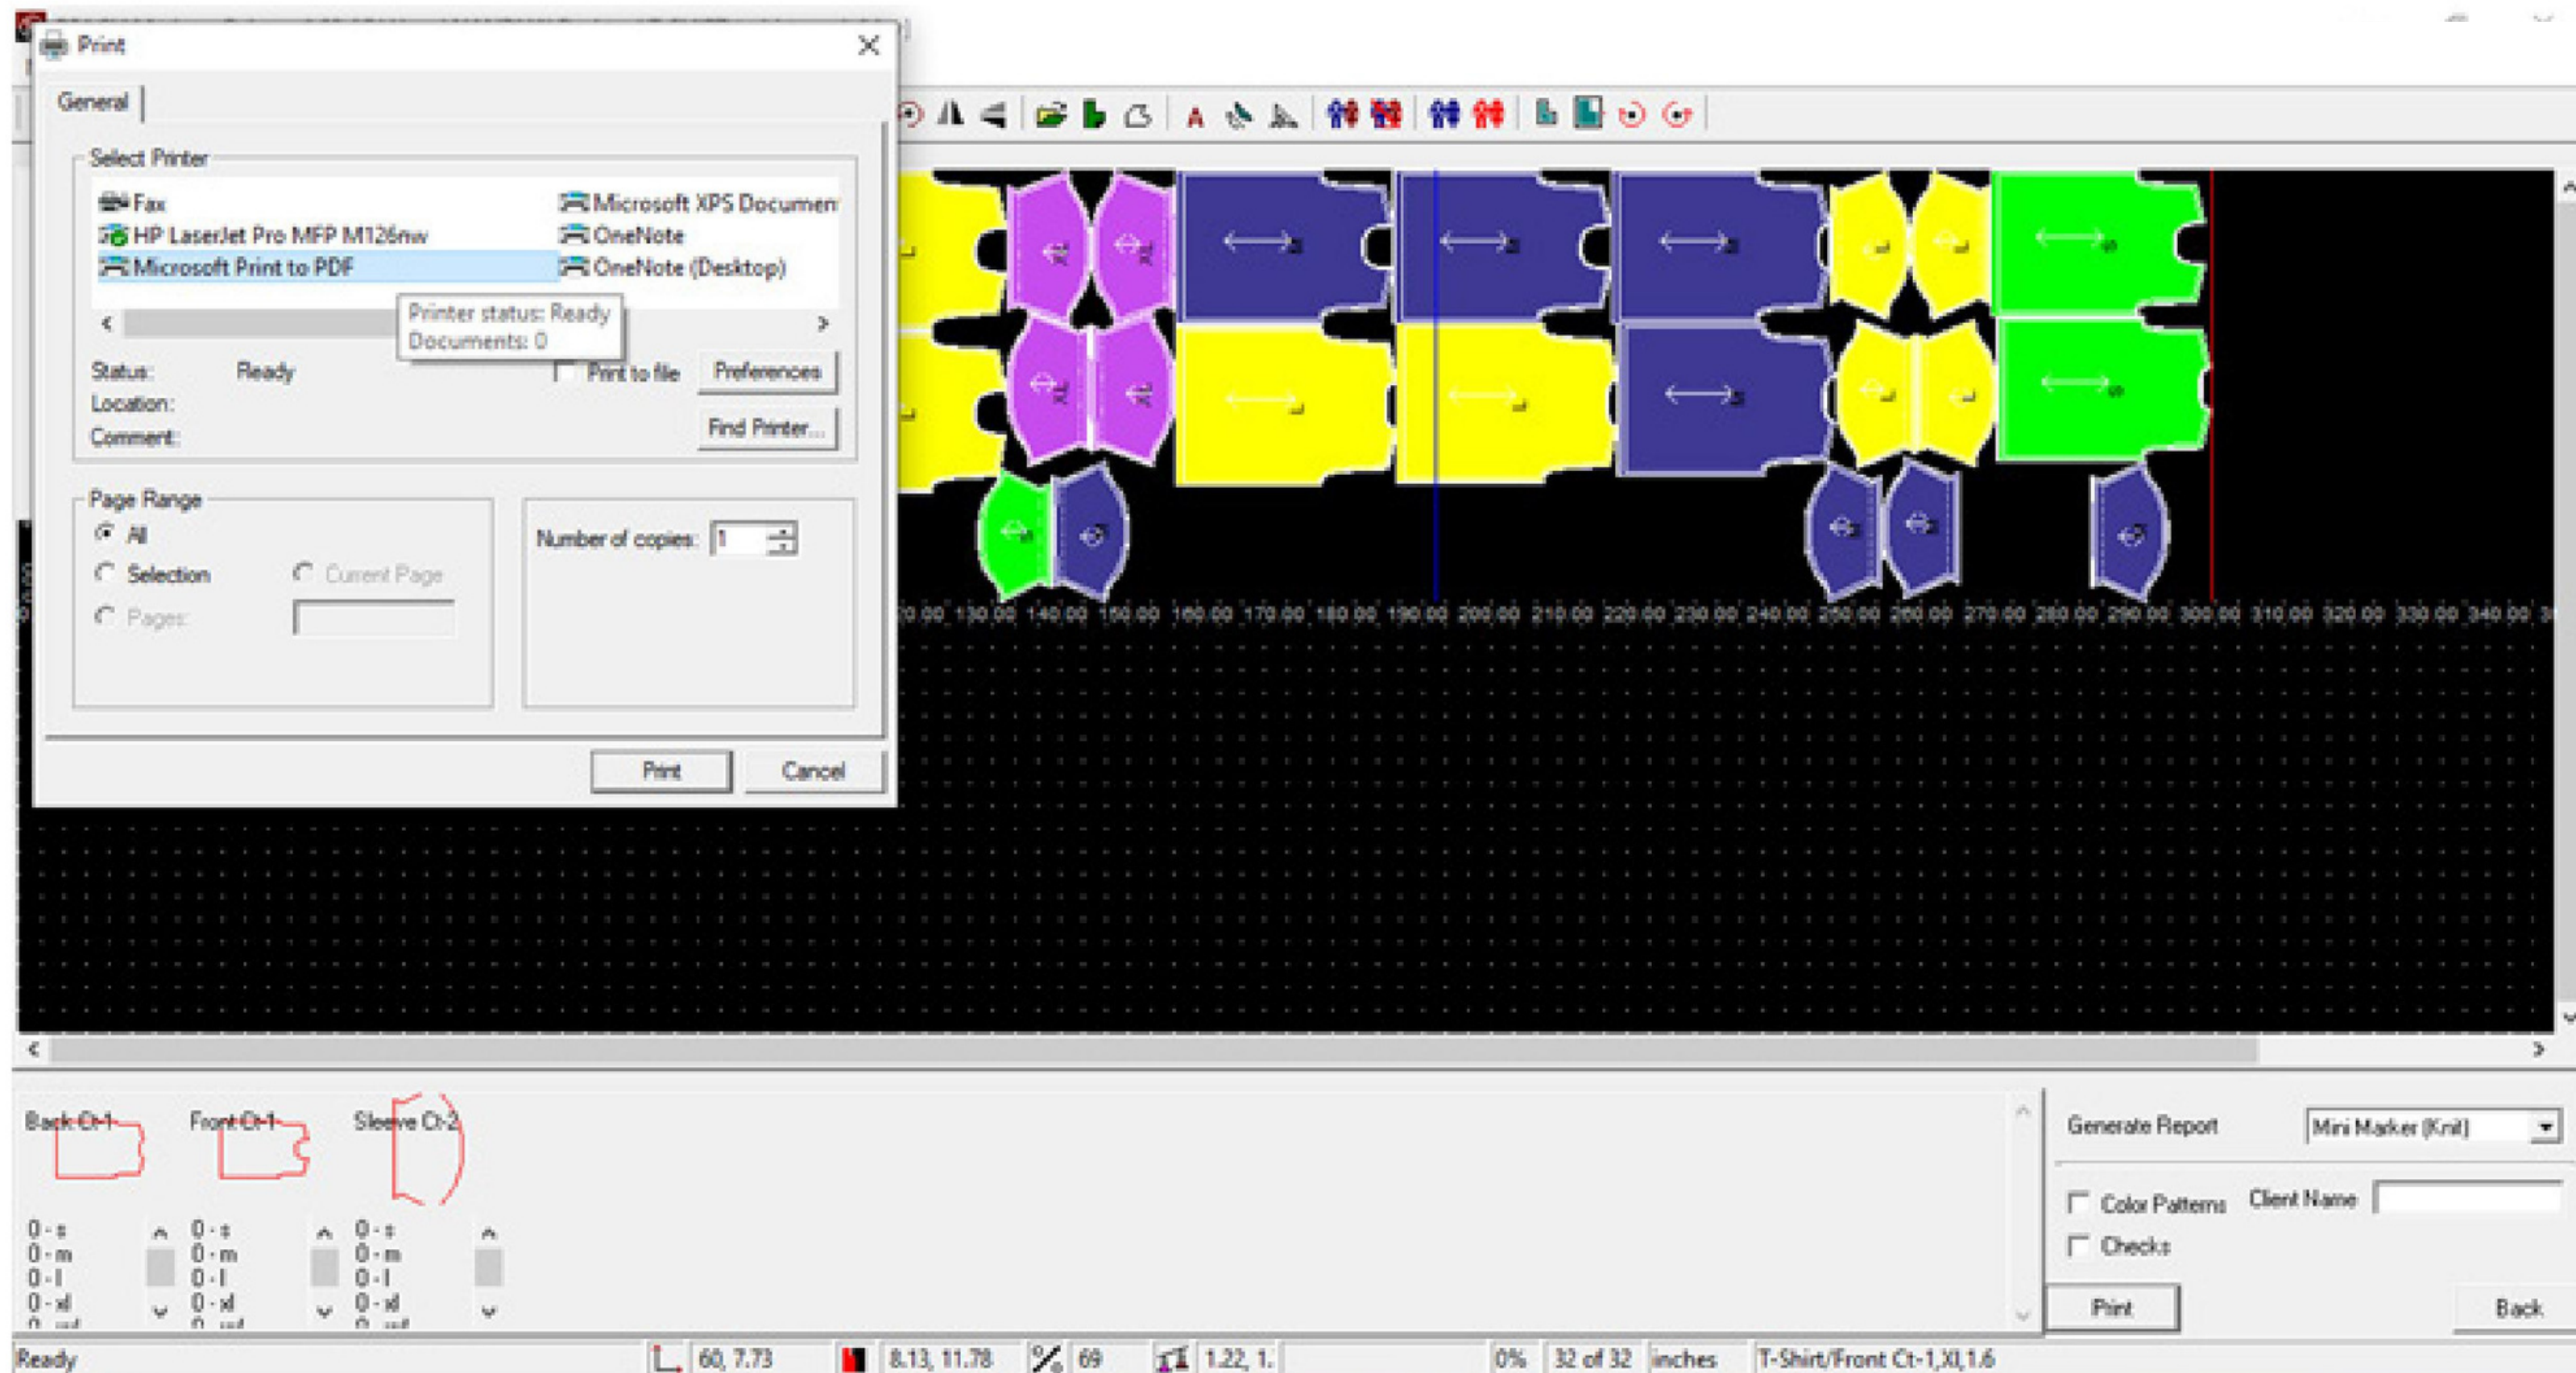 Print
General
Select Printer
Fax
HP LaserJet Pro MFP M126nw
Microsoft Print to PDF
Microsoft XPS Documen
OneNote
OneNote (Desktop)
Printer status: Ready
Documents: 0
Status: Ready
Print to file
Preferences
Location:
Comment:
Find Printer...
Page Range
All
Selection
Current Page
Pages:
Number of copies: 1
Print Cancel
XL XL M M M L L S
XL XL L L M L L S
130.00 140.00 150.00 160.00 170.00 180.00 190.00 200.00 210.00 220.00 230.00 240.00 250.00 260.00 270.00 280.00 290.00 300.00 310.00 320.00 330.00 340.00
Back Ct-1 Front Ct-1 Sleeve Ct-2
0 - s 0 - s 0 - s
0 - m 0 - m 0 - m
0 - l 0 - l 0 - l
0 - xl 0 - xl 0 - xl
Generate Report Mini Marker (Knit)
Color Patterns Client Name
Checks
Print Back
Ready 60, 7.73 8.13, 11.78 69 1.22, 1. 0% 32 of 32 inches T-Shirt/Front Ct-1,Xl,1.6